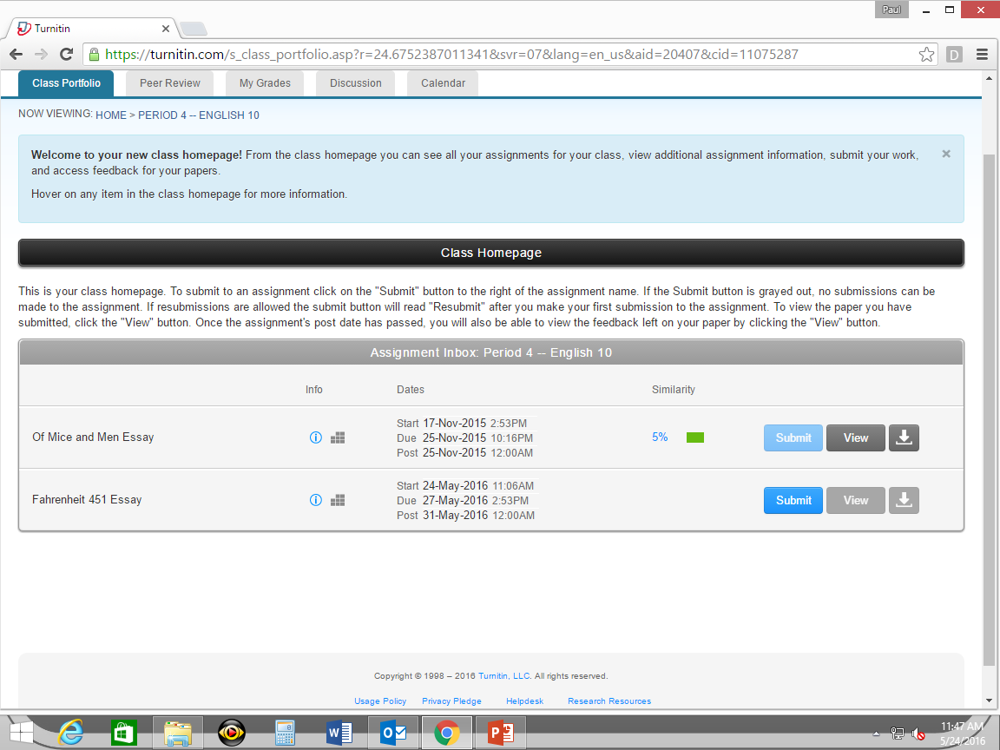 Paul
Turnitin
https://turnitin.com/s_class_portfolio.asp?r=24.6752387011341&svr=07&lang=en_us&aid=20407&cid=11075287
D
Class Portfolio
Peer Review
My Grades
Discussion
Calendar
NOW VIEWING: HOME > PERIOD 4 -- ENGLISH 10
Welcome to your new class homepage! From the class homepage you can see all your assignments for your class, view additional assignment information, submit your work,
and access feedback for your papers.
Hover on any item in the class homepage for more information.
Class Homepage
This is your class homepage. To submit to an assignment click on the "Submit" button to the right of the assignment name. If the Submit button is grayed out, no submissions can be
made to the assignment. If resubmissions are allowed the submit button will read "Resubmit" after you make your first submission to the assignment. To view the paper you have
submitted, click the "View" button. Once the assignment's post date has passed, you will also be able to view the feedback left on your paper by clicking the "View" button.
Assignment Inbox: Period 4 -- English 10
Info Dates Similarity
Of Mice and Men Essay
Start 17-Nov-2015 2:53PM
Due 25-Nov-2015 10:16PM
Post 25-Nov-2015 12:00AM
5%
Submit View
Fahrenheit 451 Essay
Start 24-May-2016 11:06AM
Due 27-May-2016 2:53PM
Post 31-May-2016 12:00AM
Submit View
Copyright © 1998 – 2016 Turnitin, LLC. All rights reserved.
Usage Policy Privacy Pledge Helpdesk Research Resources
11:47 AM
5/24/2016